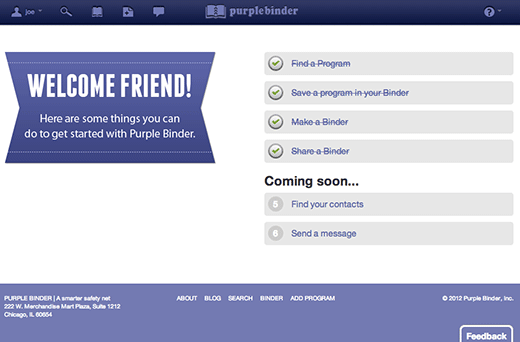 joe
purplebinder
?
WELCOME FRIEND!
Here are some things you can
do to get started with Purple Binder.
Find a Program
Save a program in your Binder
Make a Binder
Share a Binder
Coming soon...
5 Find your contacts
6 Send a message
PURPLE BINDER | A smarter safety net
222 W. Merchandise Mart Plaza, Suite 1212
Chicago, IL 60654
ABOUT BLOG SEARCH BINDER ADD PROGRAM
© 2012 Purple Binder, Inc.
Feedback